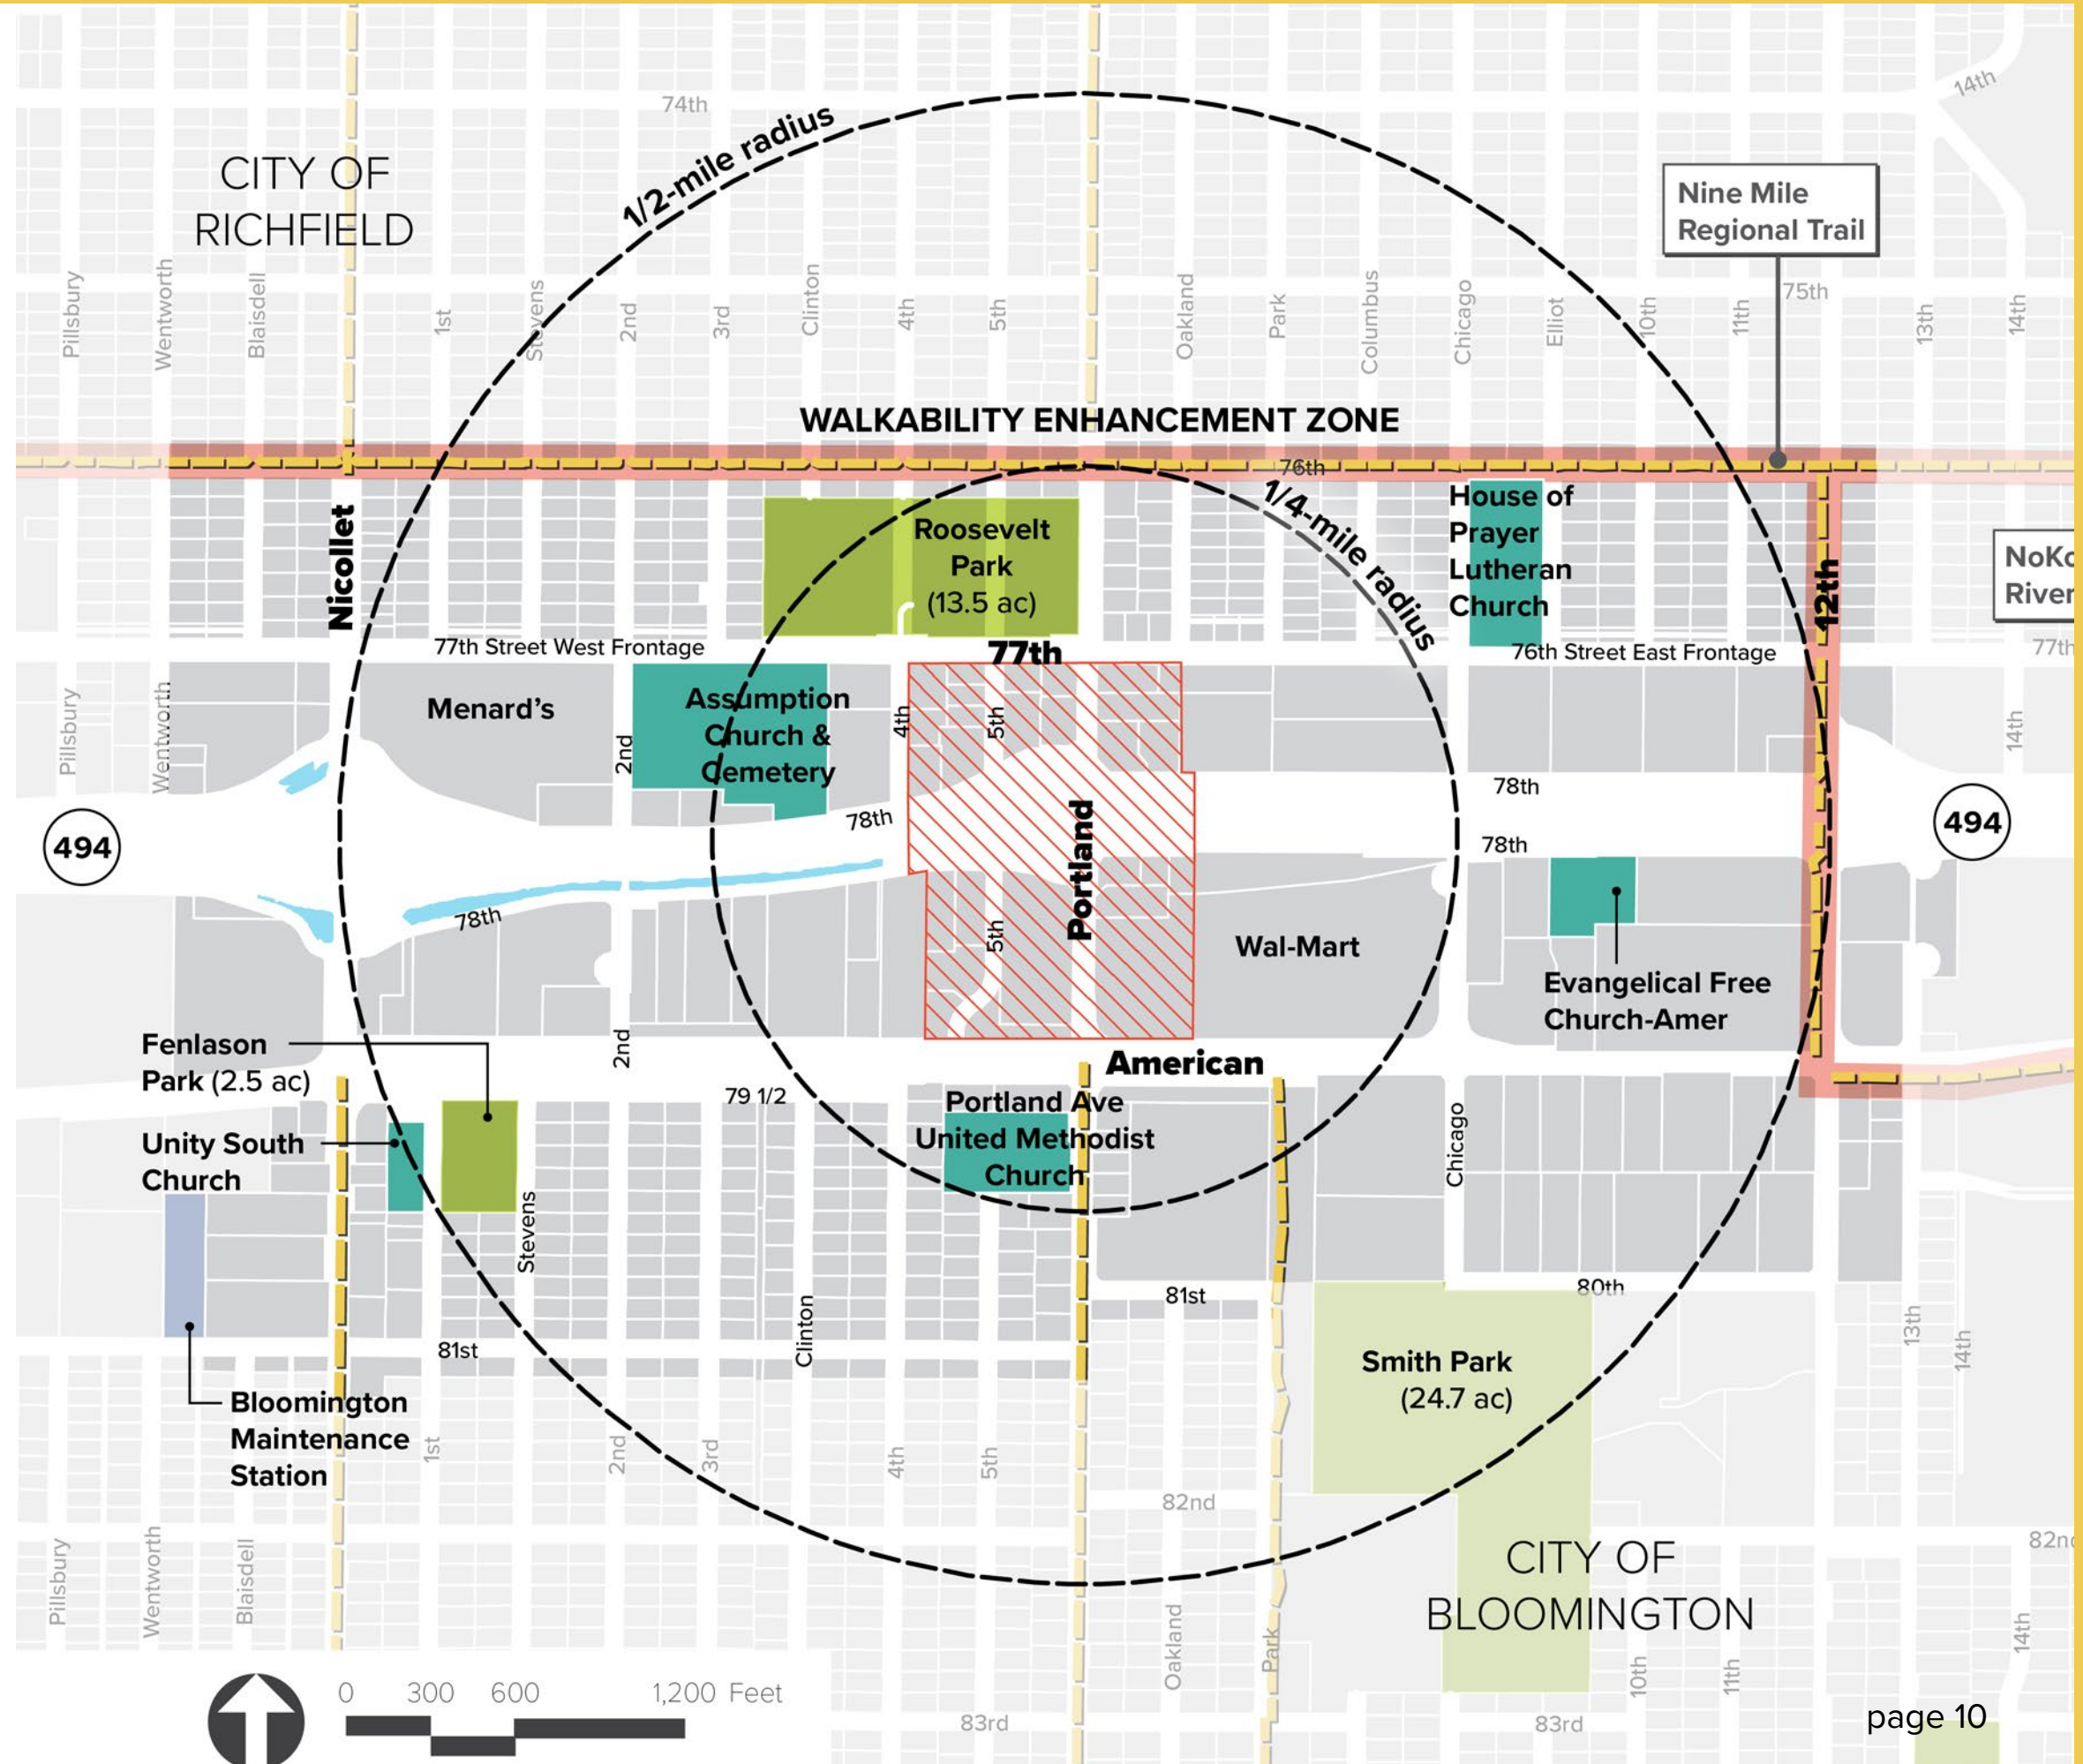 74th
14th
1/2-mile radius
CITY OF
RICHFIELD
Nine Mile
Regional Trail
75th
Pillsbury
Wentworth
Blaisdell
1st
Stevens
2nd
3rd
Clinton
4th
5th
Oakland
Park
Columbus
Chicago
Elliot
10th
11th
13th
14th
WALKABILITY ENHANCEMENT ZONE
76th
1/4-mile radius
Nicollet
Roosevelt
Park
(13.5 ac)
House of
Prayer
Lutheran
Church
12th
River
77th Street West Frontage
77th
76th Street East Frontage
77th
Pillsbury
Wentworth
Menard's
2nd
Assumption
Church &
Cemetery
4th
5th
14th
78th
78th
494
494
78th
Portland
78th
5th
Wal-Mart
Evangelical Free
Church-Amer
Fenlason
Park (2.5 ac)
2nd
American
79 1/2
Portland Ave
United Methodist
Church
Chicago
Unity South
Church
Stevens
81st
80th
Clinton
13th
14th
81st
Smith Park
(24.7 ac)
Bloomington
Maintenance
Station
1st
2nd
3rd
4th
5th
82nd
82nd
Pillsbury
Wentworth
Blaisdell
CITY OF
BLOOMINGTON
Oakland
Park
10th
11th
14th
0 300 600 1,200 Feet
83rd
83rd
page 10